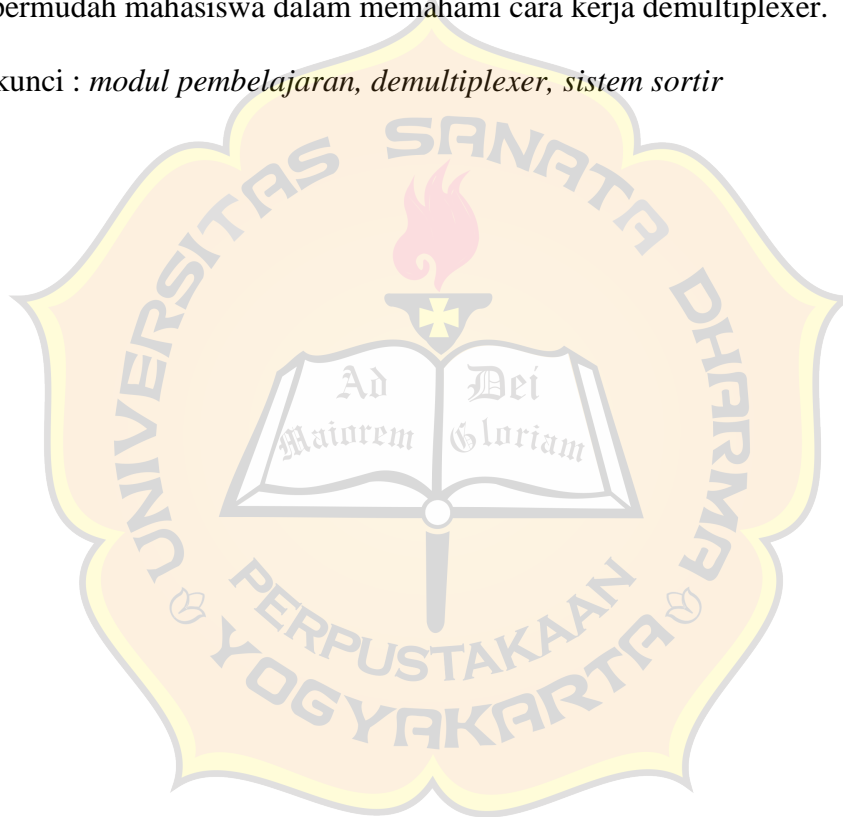 permudah mahasiswa dalam memahami cara kerja demultiplexer.
kunci : modul pembelajaran, demultiplexer, sistem sortir
UNIVERSITAS SANATA DHARMA
Ad Dei
Maiorem Gloriam
PERPUSTAKAAN
YOGYAKARTA